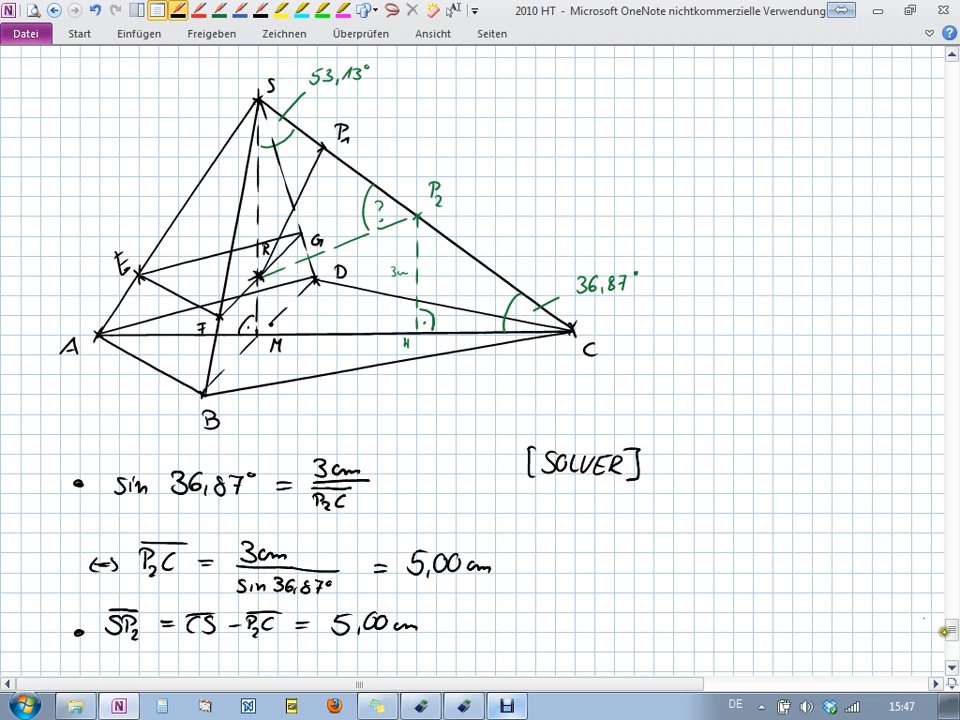 2010 HT - Microsoft OneNote nichtkommerzielle Verwendung
Datei Start Einfügen Freigeben Zeichnen Überprüfen Ansicht Seiten
S 53,13°
P₁
P₂
?
R G
E D 3cm 36,87°
F
A M H C
B
• sin 36,87° = 3cm / P₂C [SOLVER]
⇔ P₂C = 3cm / sin 36,87° = 5,00 cm
• SP₂ = CS - P₂C = 5,00 cm
DE 15:47